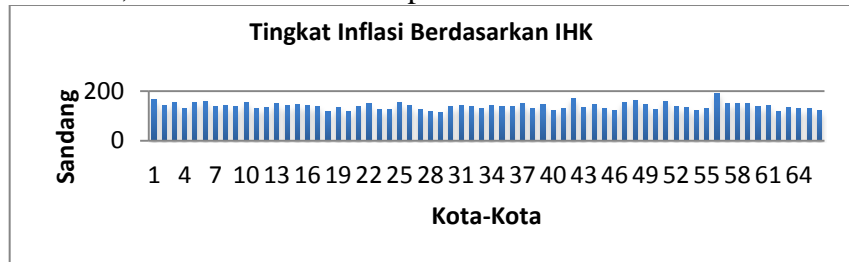 Tingkat Inflasi Berdasarkan IHK
200
0
Sandang
1 4 7 10 13 16 19 22 25 28 31 34 37 40 43 46 49 52 55 58 61 64
Kota-Kota